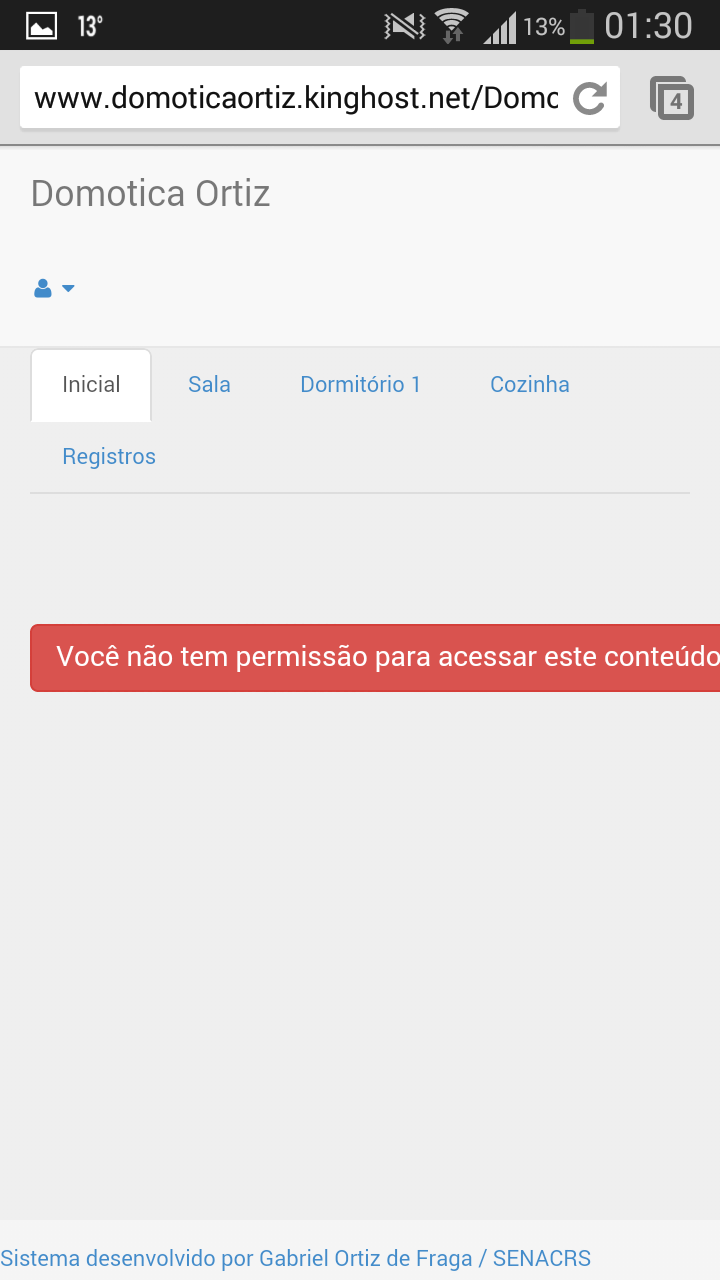 13°
13%
01:30
www.domoticaortiz.kinghost.net/Domo
4
Domotica Ortiz
Inicial
Sala
Dormitório 1
Cozinha
Registros
Você não tem permissão para acessar este conteúdo
Sistema desenvolvido por Gabriel Ortiz de Fraga / SENACRS